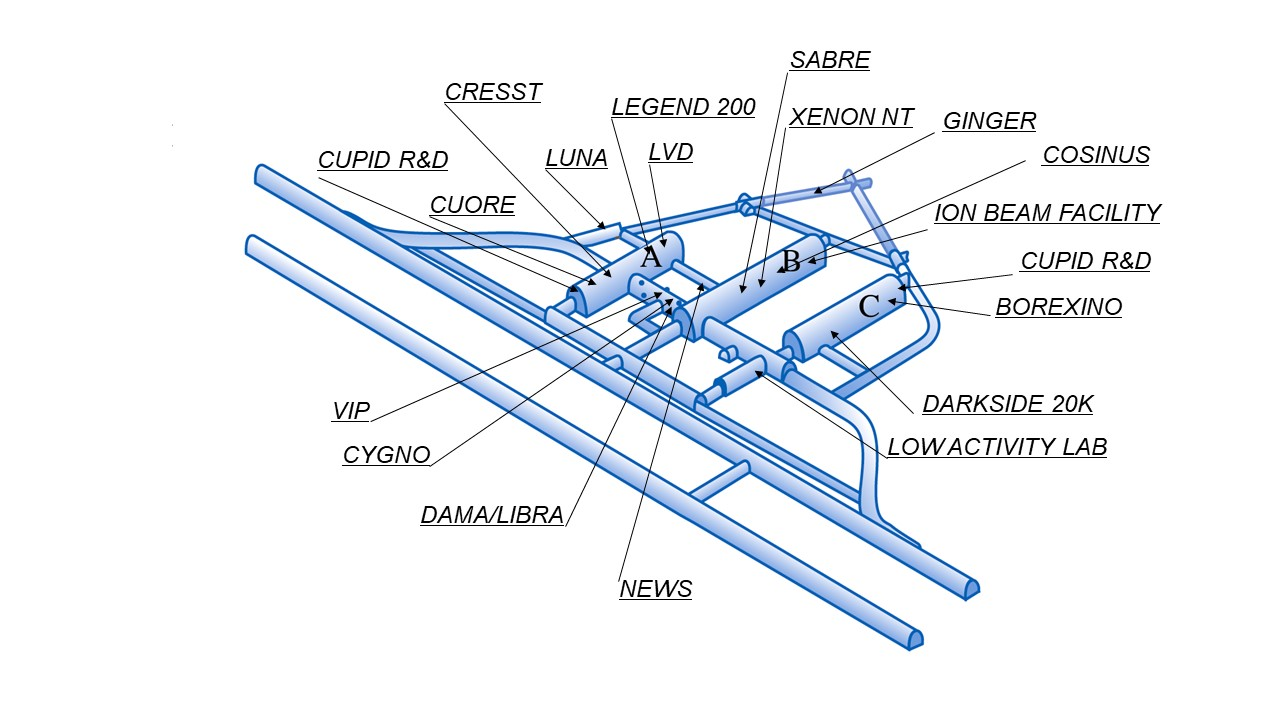 SABRE
CRESST
LEGEND 200
XENON NT
GINGER
CUPID R&D
LUNA
LVD
COSINUS
CUORE
ION BEAM FACILITY
A
B
CUPID R&D
C
BOREXINO
VIP
DARKSIDE 20K
CYGNO
LOW ACTIVITY LAB
DAMA/LIBRA
NEWS